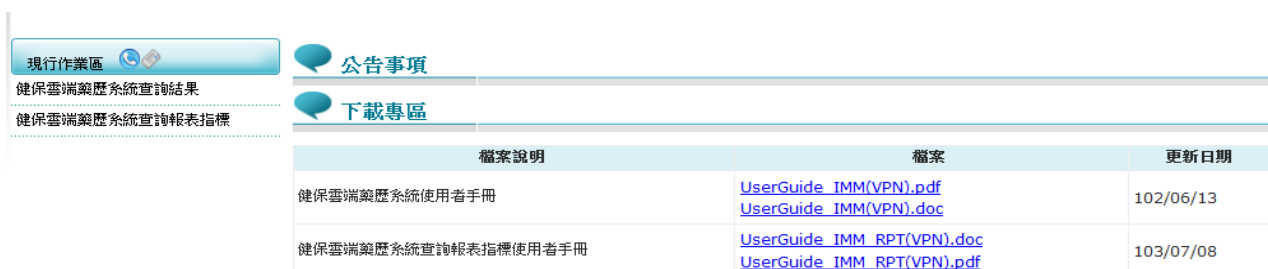 現行作業區
健保雲端藥歷系統查詢結果
健保雲端藥歷系統查詢報表指標
公告事項
下載專區
檔案說明 檔案 更新日期
健保雲端藥歷系統使用者手冊 UserGuide_IMM(VPN).pdf 102/06/13
UserGuide_IMM(VPN).doc
健保雲端藥歷系統查詢報表指標使用者手冊 UserGuide_IMM_RPT(VPN).doc 103/07/08
UserGuide_IMM_RPT(VPN).pdf